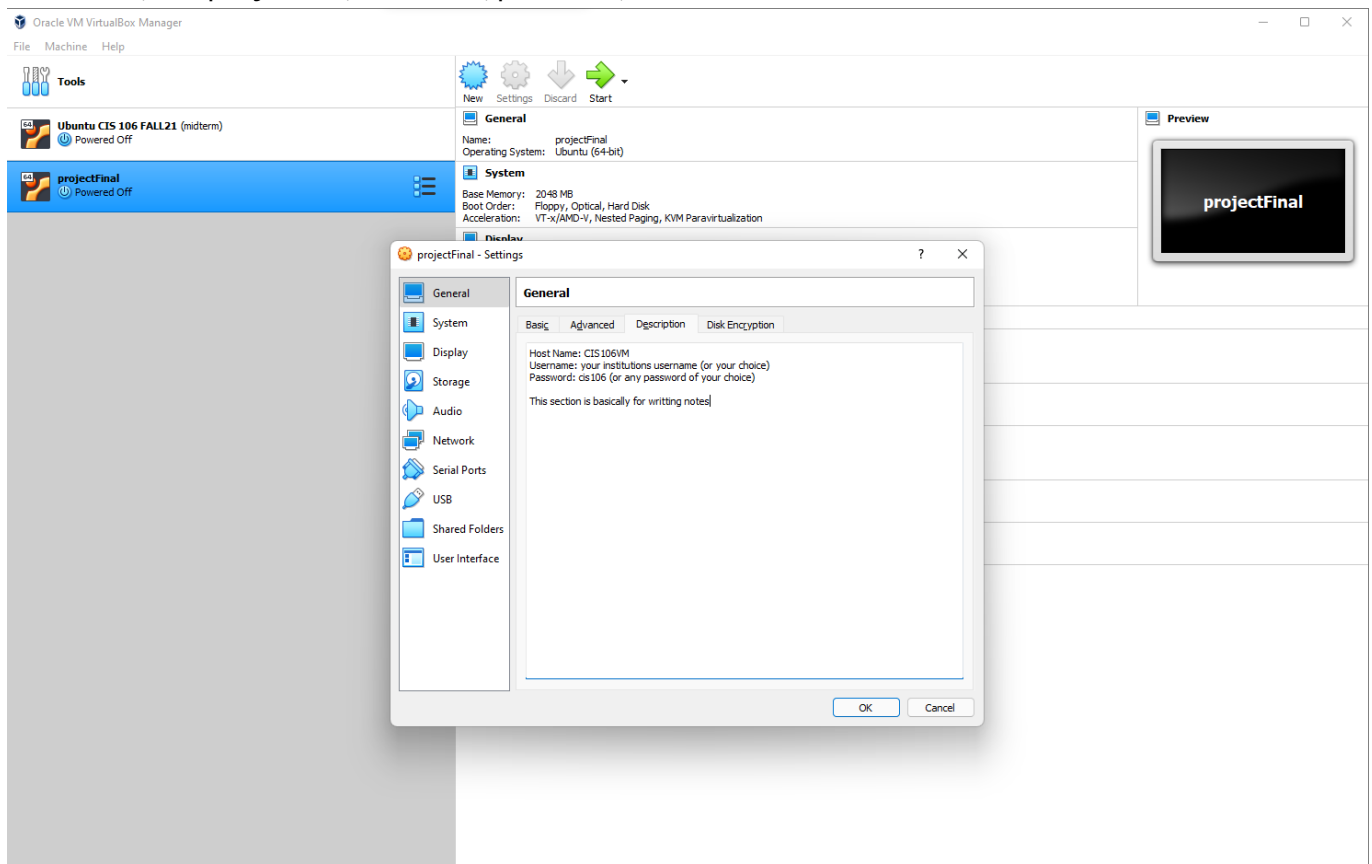 Oracle VM VirtualBox Manager
File Machine Help
Tools
New Settings Discard Start
64
Ubuntu CIS 106 FALL21 (midterm)
Powered Off
64
projectFinal
Powered Off
General
Name: projectFinal
Operating System: Ubuntu (64-bit)
System
Base Memory: 2048 MB
Boot Order: Floppy, Optical, Hard Disk
Acceleration: VT-x/AMD-V, Nested Paging, KVM Paravirtualization
Display
Preview
projectFinal
projectFinal - Settings
General
System
Display
Storage
Audio
Network
Serial Ports
USB
Shared Folders
User Interface
General
Basic Advanced Description Disk Encryption
Host Name: CIS106VM
Username: your institutions username (or your choice)
Password: cis106 (or any password of your choice)
This section is basically for writting notes
OK Cancel